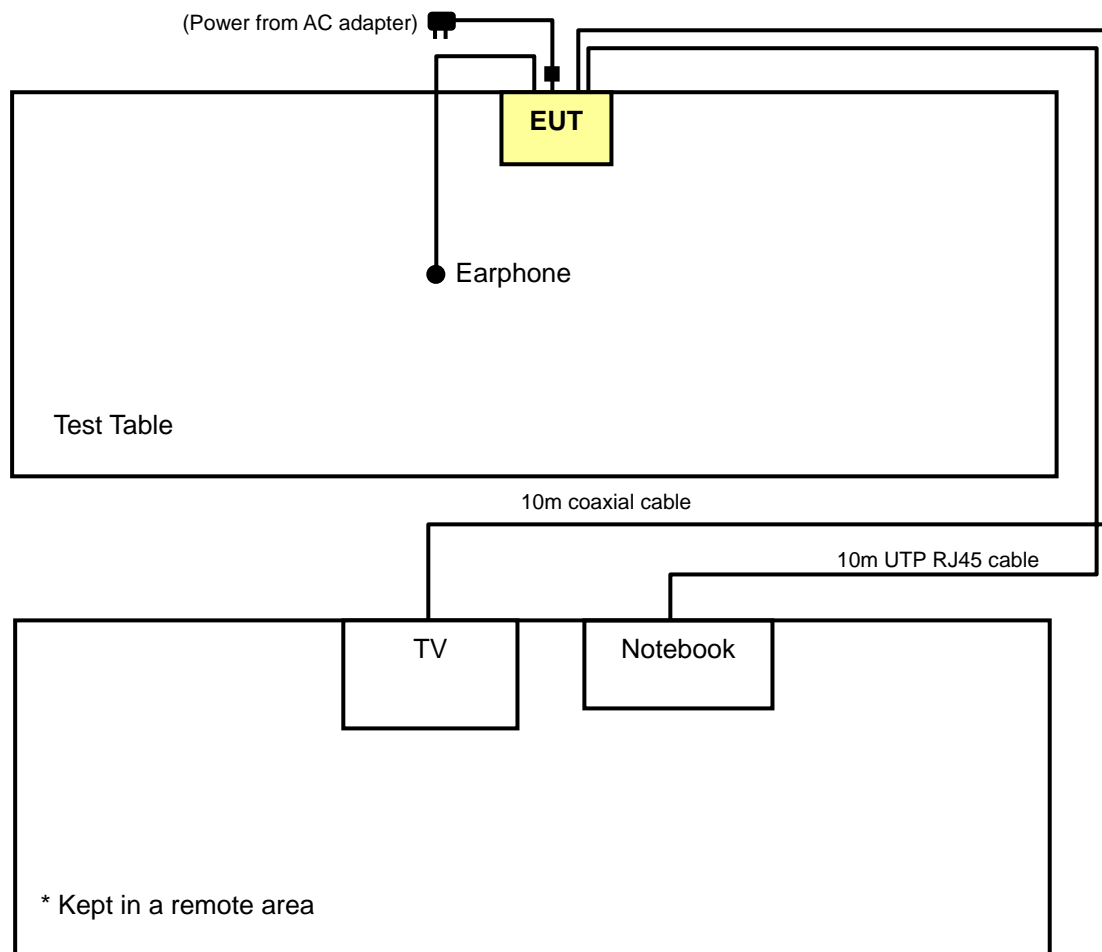 (Power from AC adapter)
EUT
Earphone
Test Table
10m coaxial cable
10m UTP RJ45 cable
TV
Notebook
* Kept in a remote area